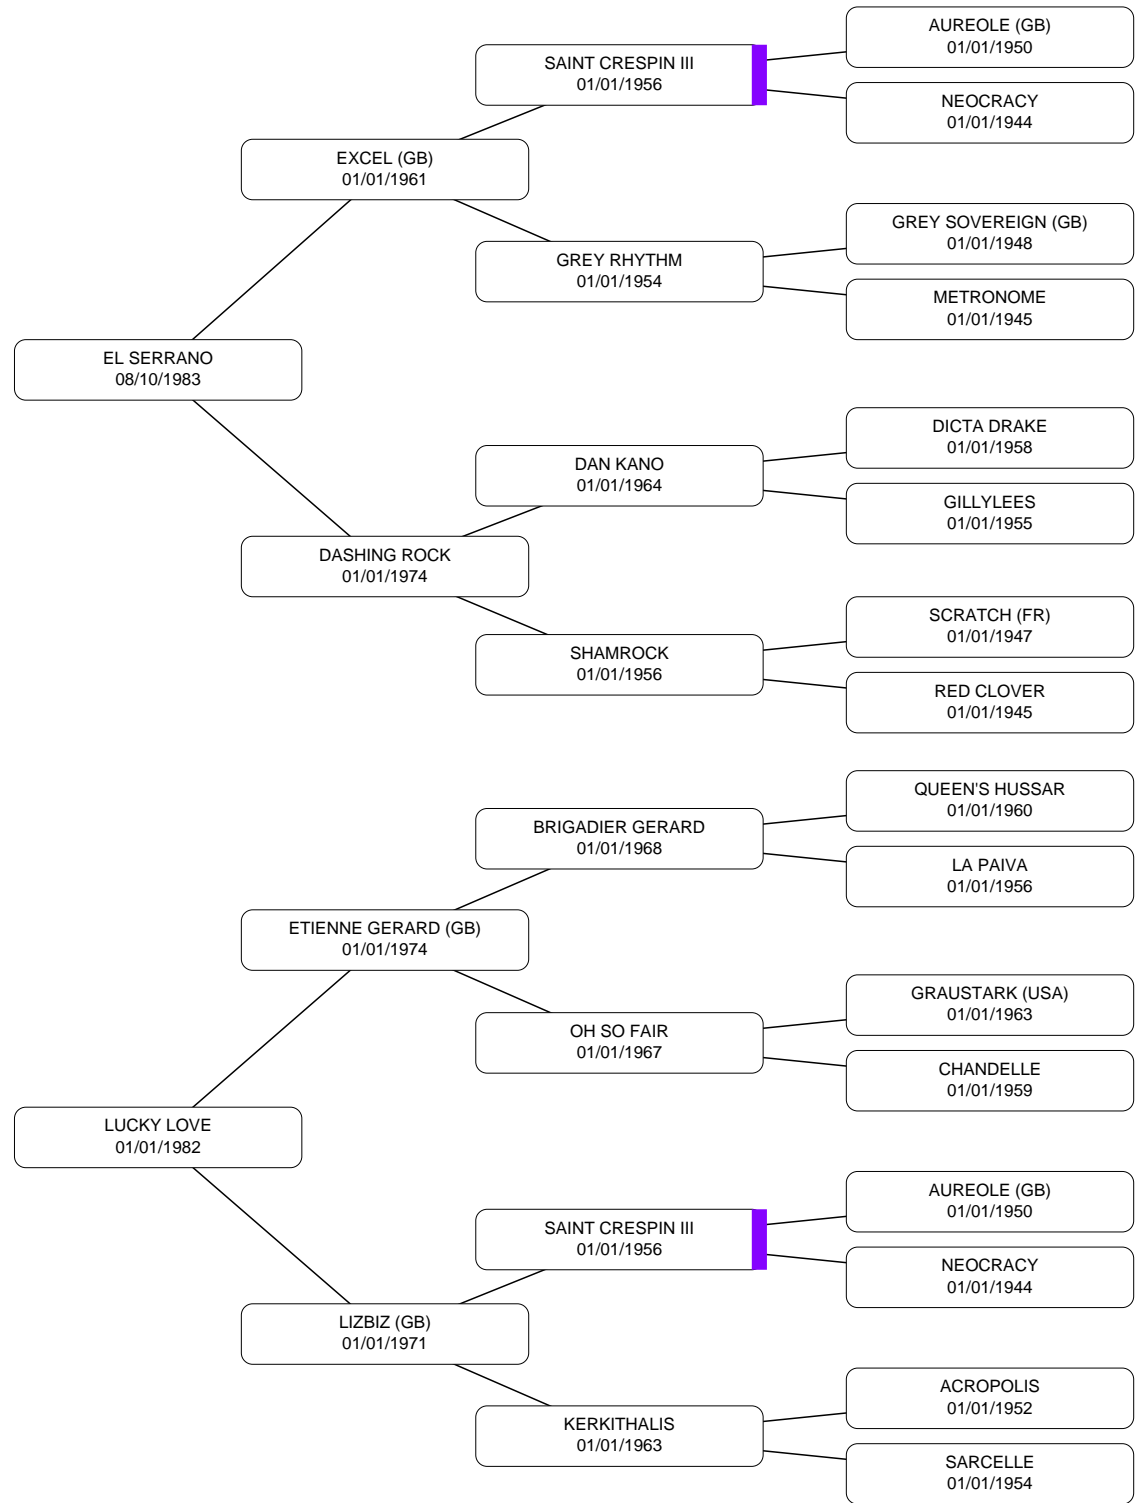 AUREOLE (GB)
01/01/1950
SAINT CRESPIN III
01/01/1956
NEOCRACY
01/01/1944
EXCEL (GB)
01/01/1961
GREY SOVEREIGN (GB)
01/01/1948
GREY RHYTHM
01/01/1954
METRONOME
01/01/1945
EL SERRANO
08/10/1983
DICTA DRAKE
01/01/1958
DAN KANO
01/01/1964
GILLYLEES
01/01/1955
DASHING ROCK
01/01/1974
SCRATCH (FR)
01/01/1947
SHAMROCK
01/01/1956
RED CLOVER
01/01/1945
QUEEN'S HUSSAR
01/01/1960
BRIGADIER GERARD
01/01/1968
LA PAIVA
01/01/1956
ETIENNE GERARD (GB)
01/01/1974
GRAUSTARK (USA)
01/01/1963
OH SO FAIR
01/01/1967
CHANDELLE
01/01/1959
LUCKY LOVE
01/01/1982
AUREOLE (GB)
01/01/1950
SAINT CRESPIN III
01/01/1956
NEOCRACY
01/01/1944
LIZBIZ (GB)
01/01/1971
ACROPOLIS
01/01/1952
KERKITHALIS
01/01/1963
SARCELLE
01/01/1954